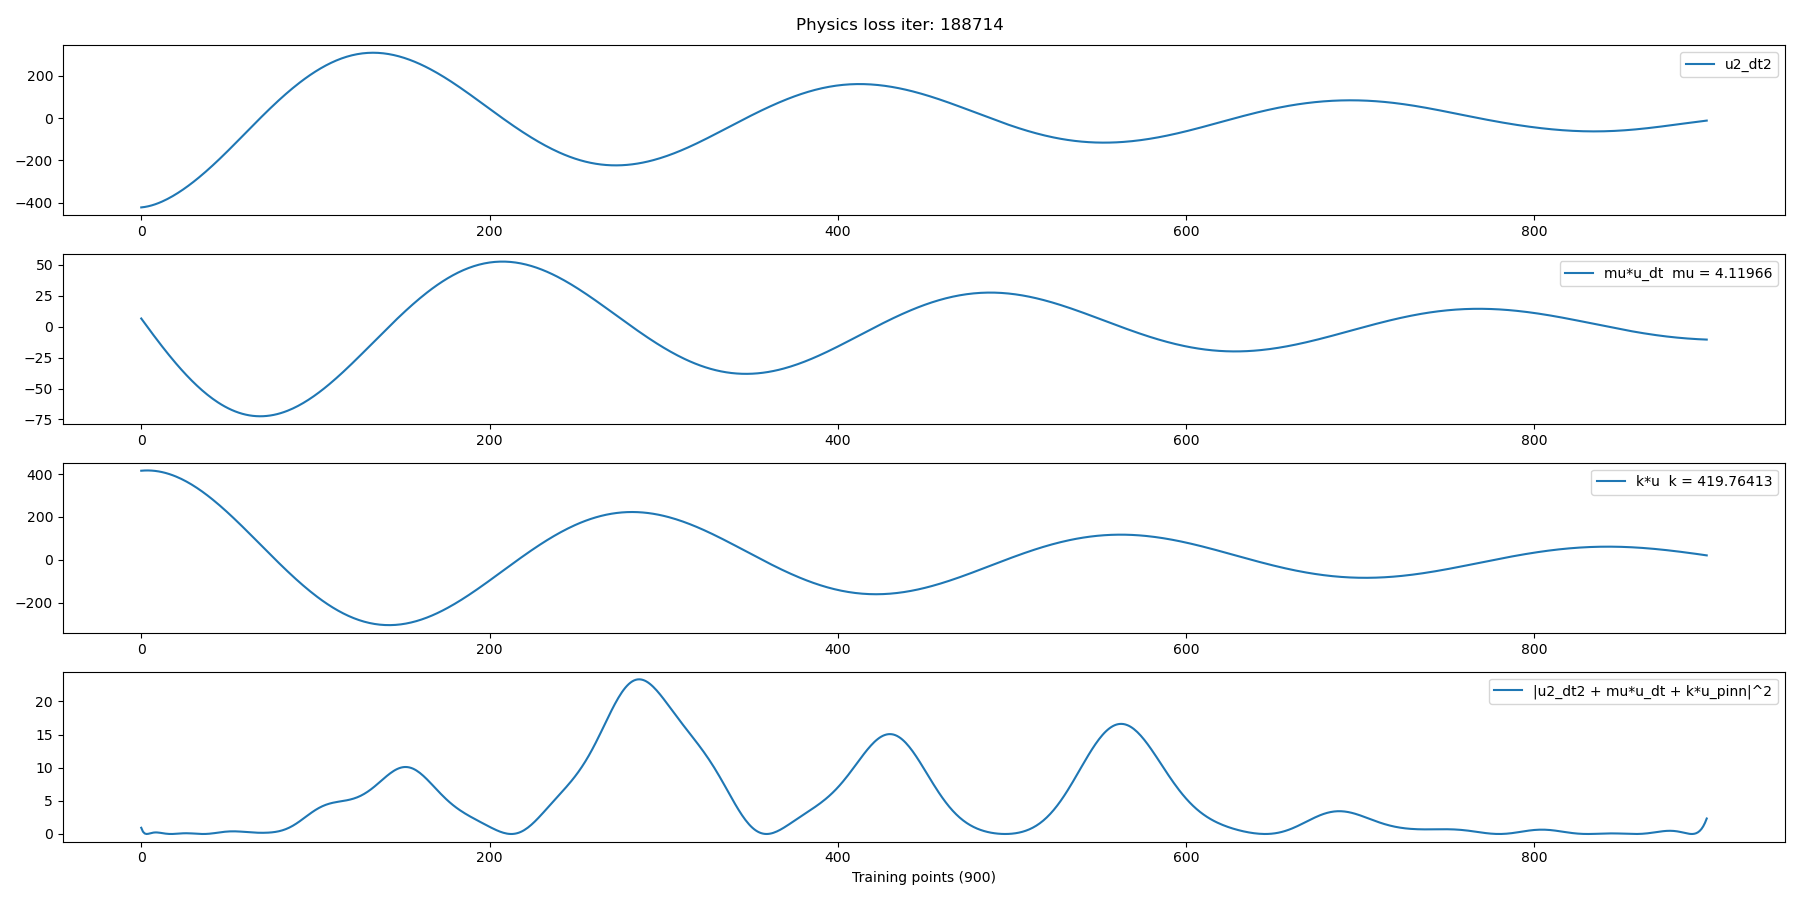 Physics loss iter: 188714
u2_dt2
200
0
−200
−400
0 200 400 600 800
mu*u_dt mu = 4.11966
50
25
0
−25
−50
−75
0 200 400 600 800
k*u k = 419.76413
400
200
0
−200
0 200 400 600 800
|u2_dt2 + mu*u_dt + k*u_pinn|^2
20
15
10
5
0
0 200 400 600 800
Training points (900)